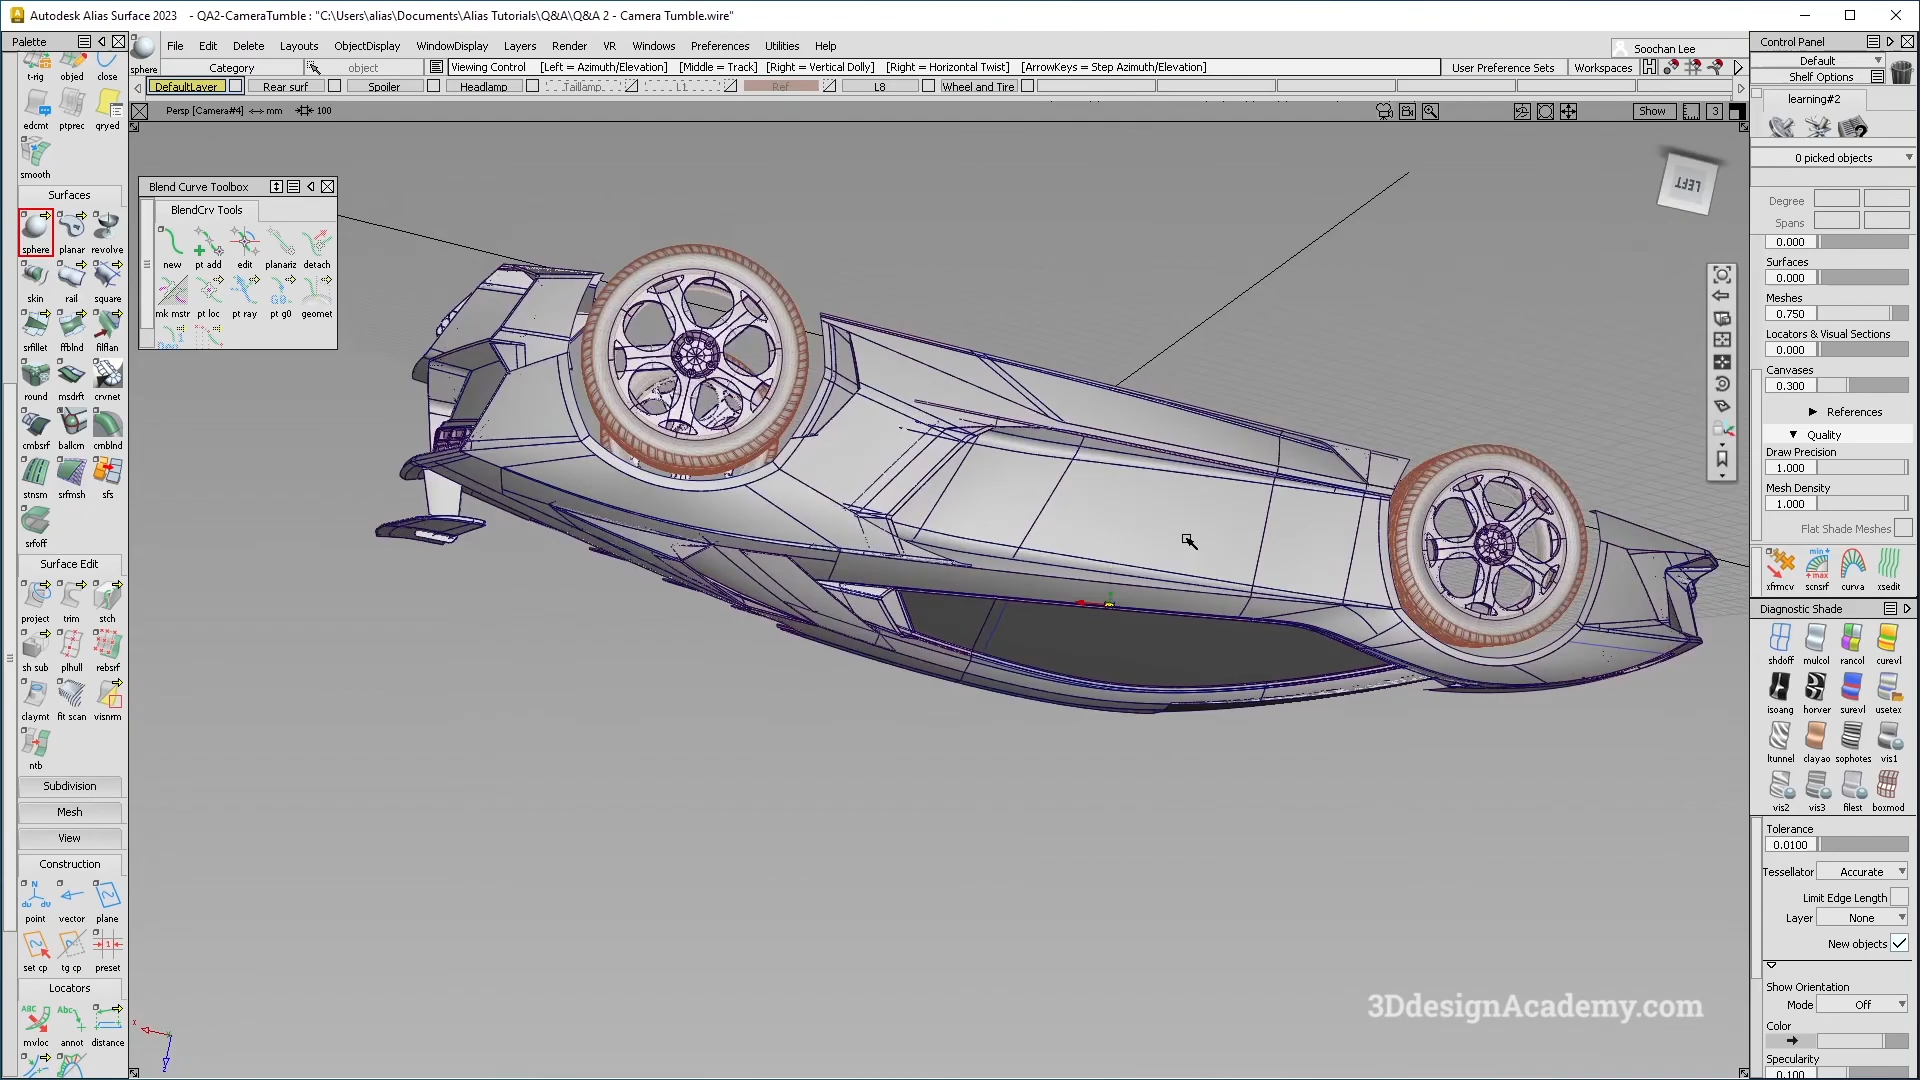 Autodesk Alias Surface 2023 - QA2-CameraTumble : "C:\Users\alias\Documents\Alias Tutorials\Q&A\Q&A 2 - Camera Tumble.wire"
Palette
sphere
File Edit Delete Layouts ObjectDisplay WindowDisplay Layers Render VR Windows Preferences Utilities Help
Soochan Lee
Category object
Viewing Control [Left = Azimuth/Elevation] [Middle = Track] [Right = Vertical Dolly] [Right = Horizontal Twist] [ArrowKeys = Step Azimuth/Elevation]
User Preference Sets Workspaces
DefaultLayer Rear surf Spoiler Headlamp Taillamp L1 Ref L8 Wheel and Tire
Persp [Camera#4] <-> mm 100
Show 3
LEFT
t-rig objed close
edcmt ptprec qryed
smooth
Surfaces
sphere planar revolve
skin rail square
srfillet ffblnd filflan
round msdrft crvnet
cmbsrf ballcrn crnblnd
stnsrn srfmsh sfs
srfoff
Surface Edit
project trim stch
sh sub plhull rebsrf
claymt fit scan visnrm
ntb
Subdivision
Mesh
View
Construction
point vector plane
set cp tg cp preset
Locators
mvloc annot distance
Blend Curve Toolbox
BlendCrv Tools
new pt add edit planariz detach
mk mstr pt loc pt ray pt g0 geomet
Control Panel
Default
Shelf Options
learning#2
0 picked objects
Degree
Spans
0.000
Surfaces
0.000
Meshes
0.750
Locators & Visual Sections
0.000
Canvases
0.300
References
Quality
Draw Precision
1.000
Mesh Density
1.000
Flat Shade Meshes
xfrmcv scnsrf curva xsedit
Diagnostic Shade
shdoff mulcol rancol curevl
isoang horver surevl usetex
ltunnel clayao sophotes vis1
vis2 vis3 filest boxmod
Tolerance
0.0100
Tessellator Accurate
Limit Edge Length
Layer None
New objects
Show Orientation
Mode Off
Color
Specularity
0.100
3DdesignAcademy.com